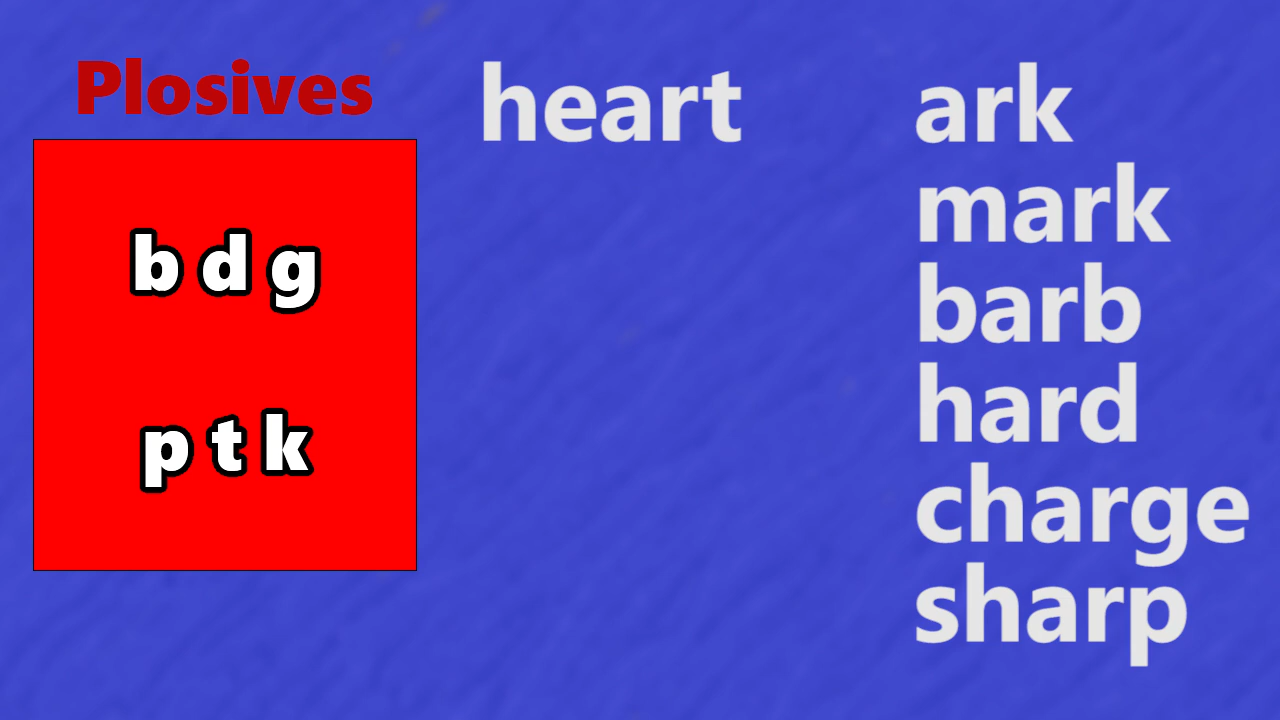 Plosives
b d g
p t k
heart
ark
mark
barb
hard
charge
sharp